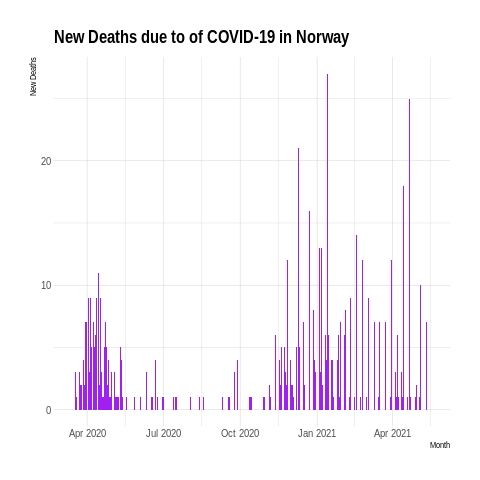 New Deaths due to of COVID-19 in Norway
New Deaths
20
10
0
Apr 2020 Jul 2020 Oct 2020 Jan 2021 Apr 2021
Month